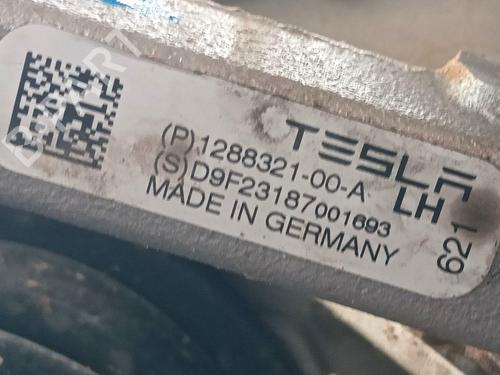 TESLA
(P)1288321-00-A LH
(S)D9F23187001693
MADE IN GERMANY
621